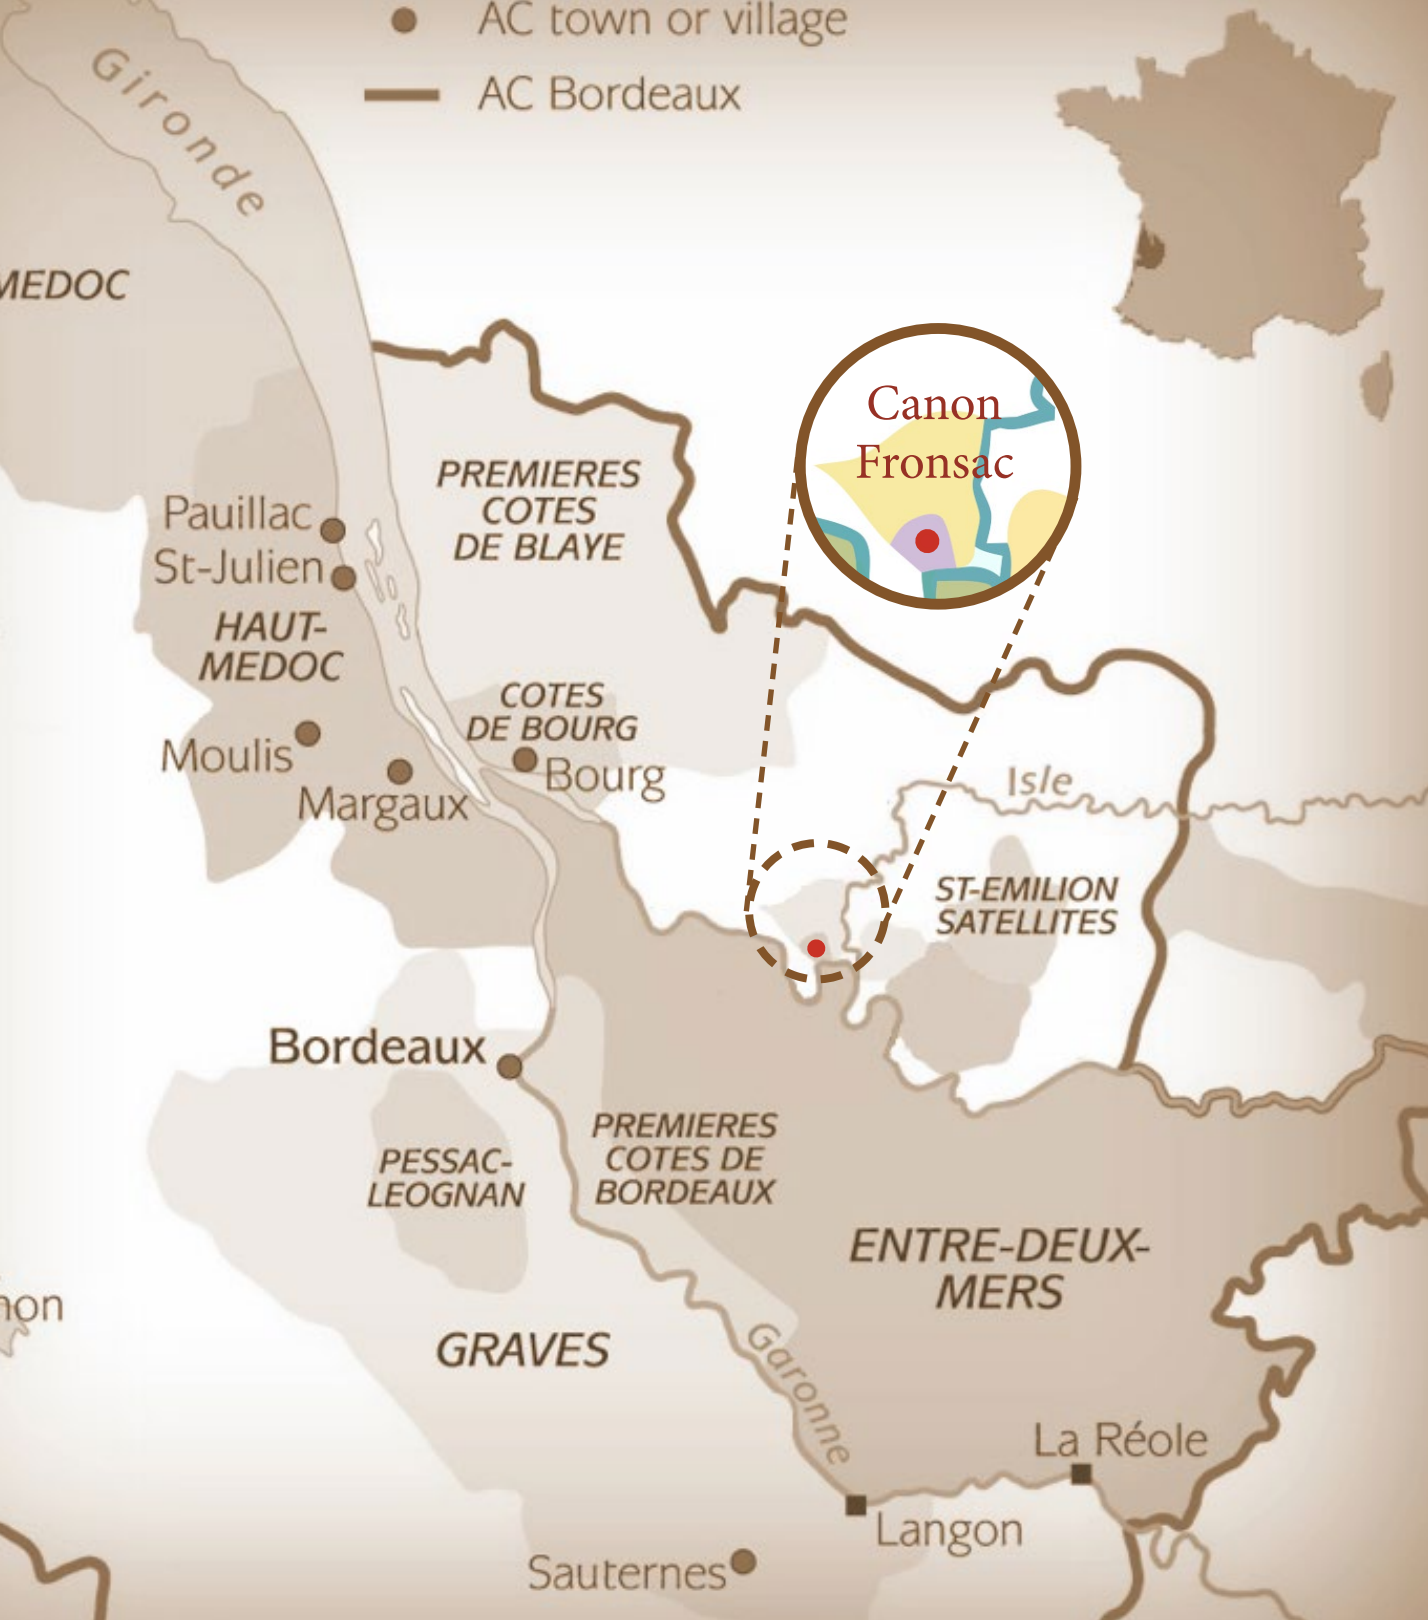 AC town or village
AC Bordeaux
Gironde
MEDOC
Canon
Fronsac
PREMIERES
COTES
DE BLAYE
Pauillac
St-Julien
HAUT-
MEDOC
COTES
DE BOURG
Moulis
Bourg
Margaux
Isle
ST-EMILION
SATELLITES
Bordeaux
PREMIERES
COTES DE
BORDEAUX
PESSAC-
LEOGNAN
ENTRE-DEUX-
MERS
non
GRAVES
Garonne
La Réole
Langon
Sauternes